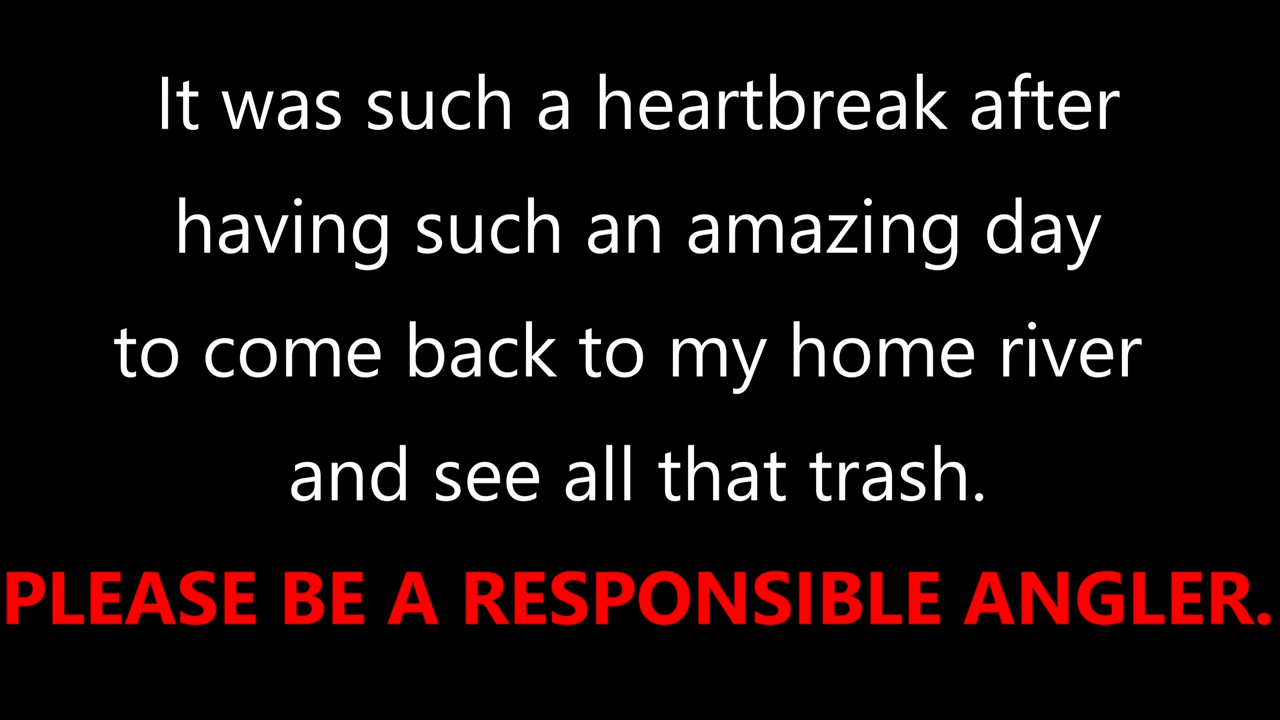 It was such a heartbreak after
having such an amazing day
to come back to my home river
and see all that trash.
PLEASE BE A RESPONSIBLE ANGLER.